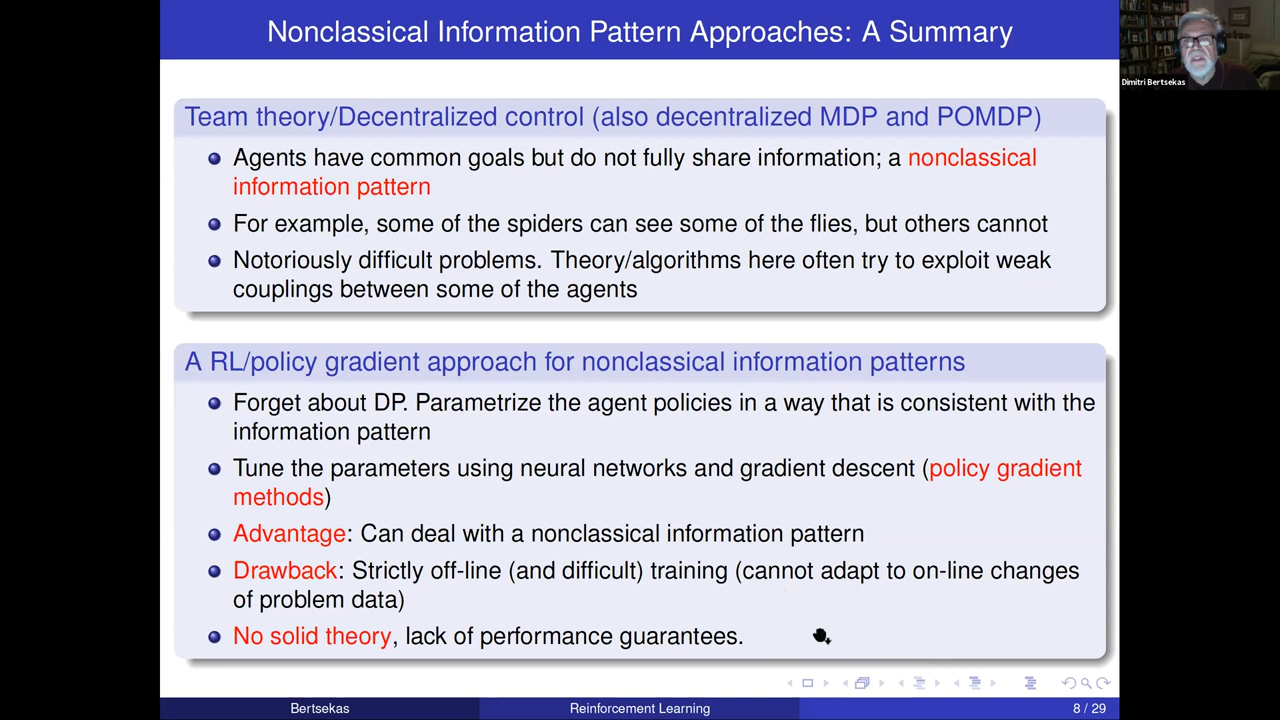 Nonclassical Information Pattern Approaches: A Summary
Dimitri Bertsekas
Team theory/Decentralized control (also decentralized MDP and POMDP)
Agents have common goals but do not fully share information; a nonclassical
information pattern
For example, some of the spiders can see some of the flies, but others cannot
Notoriously difficult problems. Theory/algorithms here often try to exploit weak
couplings between some of the agents
A RL/policy gradient approach for nonclassical information patterns
Forget about DP. Parametrize the agent policies in a way that is consistent with the
information pattern
Tune the parameters using neural networks and gradient descent (policy gradient
methods)
Advantage: Can deal with a nonclassical information pattern
Drawback: Strictly off-line (and difficult) training (cannot adapt to on-line changes
of problem data)
No solid theory, lack of performance guarantees.
Bertsekas
Reinforcement Learning
8 / 29